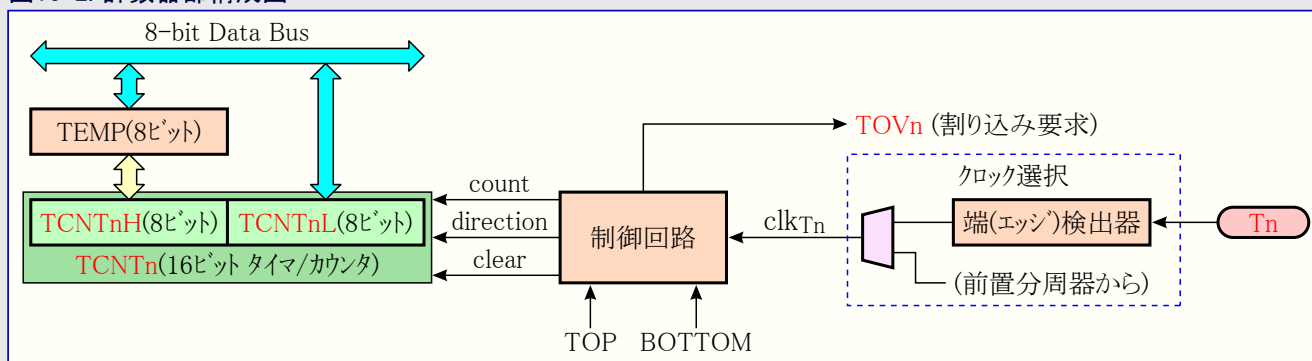 8-bit Data Bus
TEMP(8ﾋﾞｯﾄ)
TOVn (割り込み要求)
ｸﾛｯｸ選択
count
TCNTnH(8ﾋﾞｯﾄ)
TCNTnL(8ﾋﾞｯﾄ)
direction
制御回路
clkTn
端(ｴｯｼﾞ)検出器
Tn
TCNTn(16ﾋﾞｯﾄ ﾀｲﾏ/ｶｳﾝﾀ)
clear
(前置分周器から)
TOP
BOTTOM